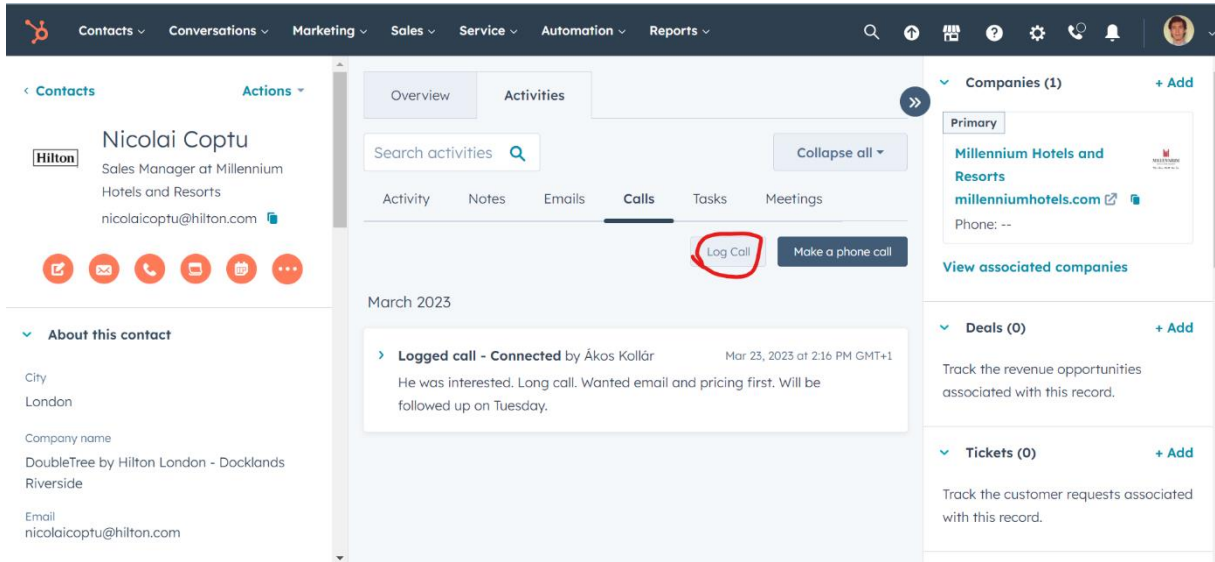 Contacts Conversations Marketing Sales Service Automation Reports
Contacts
Actions
Hilton
Nicolai Coptu
Sales Manager at Millennium
Hotels and Resorts
nicolaicoptu@hilton.com
About this contact
City
London
Company name
DoubleTree by Hilton London - Docklands
Riverside
Email
nicolaicoptu@hilton.com
Overview Activities
Search activities
Collapse all
Activity Notes Emails Calls Tasks Meetings
Log Call Make a phone call
March 2023
Logged call - Connected by Ákos Kollár Mar 23, 2023 at 2:16 PM GMT+1
He was interested. Long call. Wanted email and pricing first. Will be
followed up on Tuesday.
Companies (1) + Add
Primary
Millennium Hotels and
Resorts
millenniumhotels.com
Phone: --
View associated companies
Deals (0) + Add
Track the revenue opportunities
associated with this record.
Tickets (0) + Add
Track the customer requests associated
with this record.